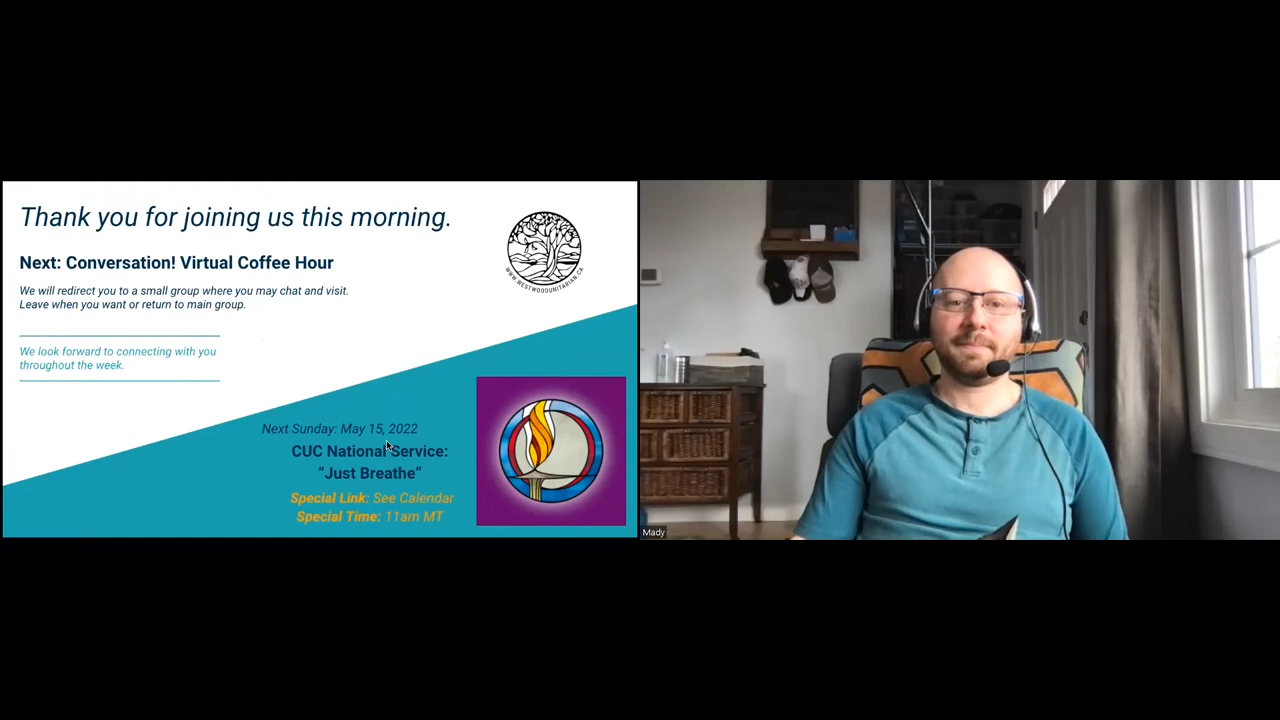 Thank you for joining us this morning.
Next: Conversation! Virtual Coffee Hour
We will redirect you to a small group where you may chat and visit.
Leave when you want or return to main group.
We look forward to connecting with you
throughout the week.
WWW.WESTWOODUNITARIAN.CA
Next Sunday: May 15, 2022
CUC National Service:
“Just Breathe”
Special Link: See Calendar
Special Time: 11am MT
Mady